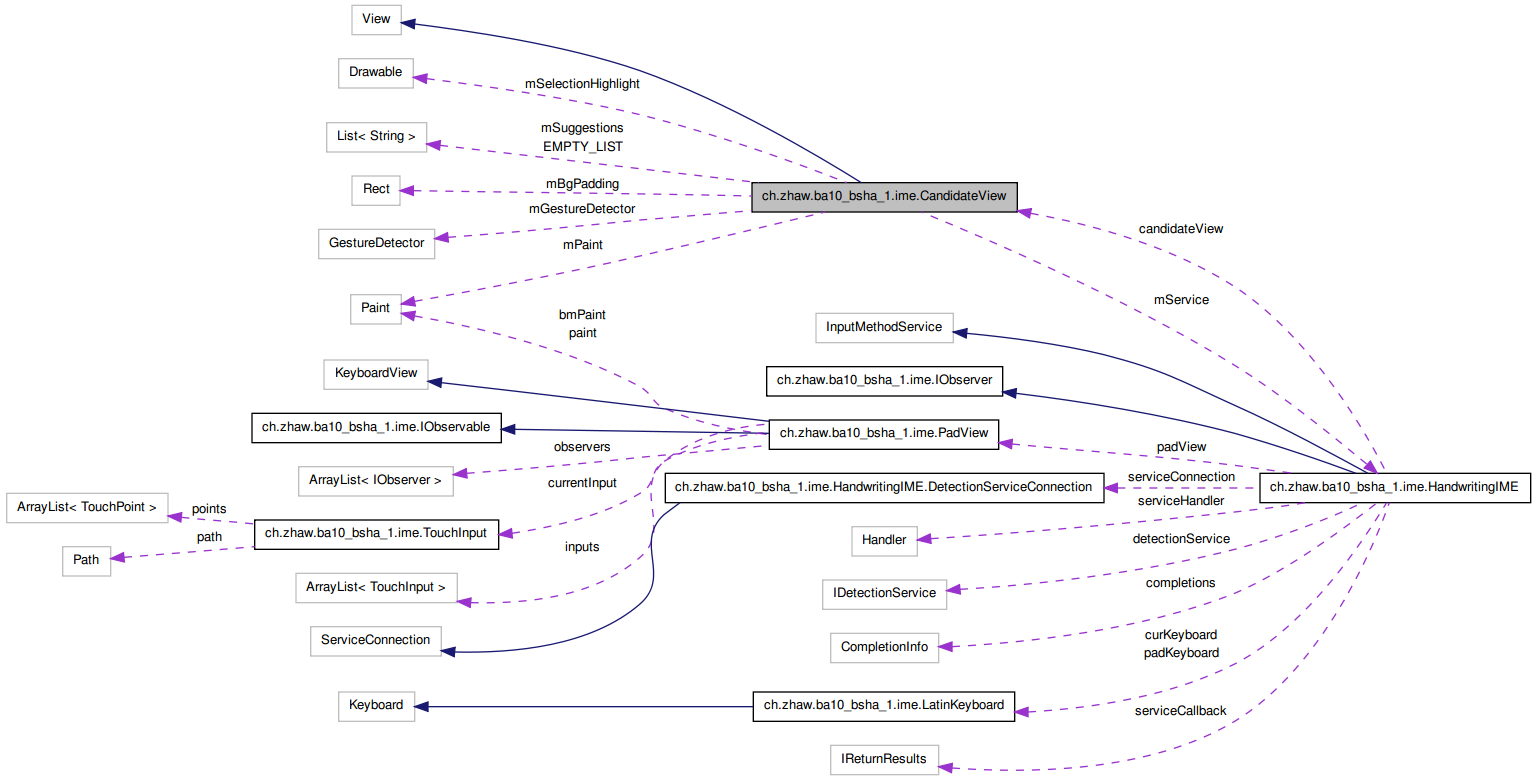 View
Drawable
mSelectionHighlight
mSuggestions
List< String >
EMPTY_LIST
Rect
mBgPadding
ch.zhaw.ba10_bsha_1.ime.CandidateView
mGestureDetector
GestureDetector
mPaint
candidateView
mService
Paint
bmPaint
paint
InputMethodService
KeyboardView
ch.zhaw.ba10_bsha_1.ime.IObserver
ch.zhaw.ba10_bsha_1.ime.IObservable
ch.zhaw.ba10_bsha_1.ime.PadView
observers
padView
ArrayList< IObserver >
currentInput
ch.zhaw.ba10_bsha_1.ime.HandwritingIME.DetectionServiceConnection
serviceConnection
ch.zhaw.ba10_bsha_1.ime.HandwritingIME
serviceHandler
ArrayList< TouchPoint >
points
path
ch.zhaw.ba10_bsha_1.ime.TouchInput
Handler
detectionService
Path
inputs
ArrayList< TouchInput >
IDetectionService
completions
ServiceConnection
CompletionInfo
curKeyboard
padKeyboard
Keyboard
ch.zhaw.ba10_bsha_1.ime.LatinKeyboard
serviceCallback
IReturnResults